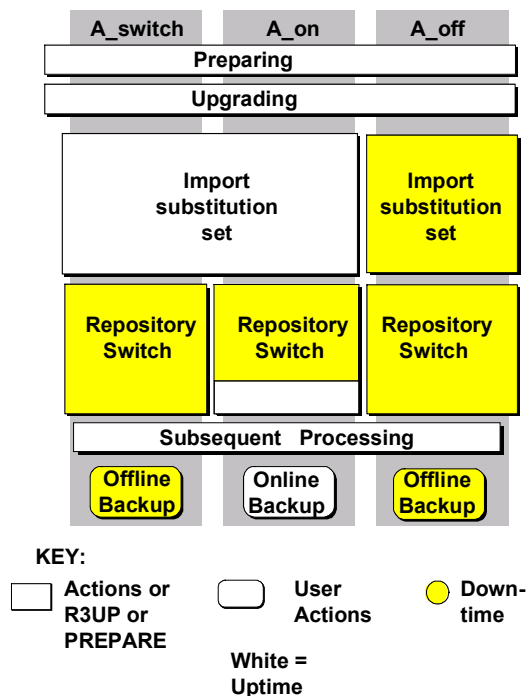 A_switch A_on A_off
Preparing
Upgrading
Import
substitution
set
Import
substitution
set
Repository
Switch
Repository
Switch
Repository
Switch
Subsequent Processing
Offline
Backup
Online
Backup
Offline
Backup
KEY:
Actions or
R3UP or
PREPARE
User
Actions
Down-
time
White =
Uptime